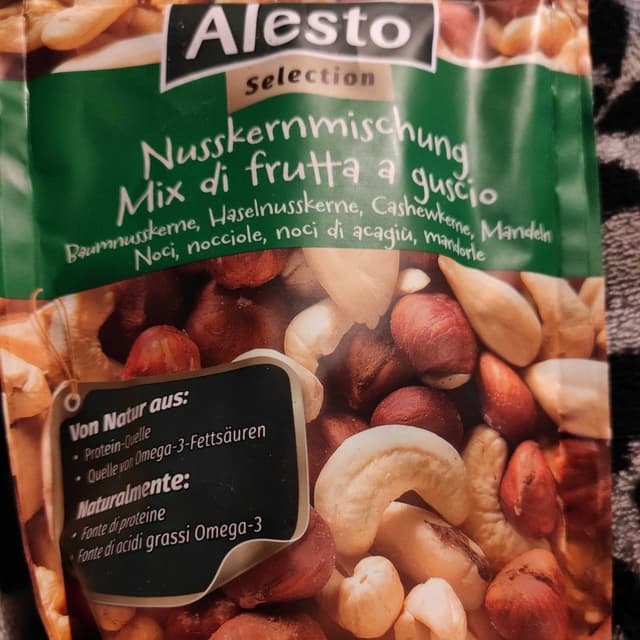 Alesto
Selection
Nusskernmischung
Mix di frutta a guscio
Baumnusskerne, Haselnusskerne, Cashewkerne, Mandeln
Noci, nocciole, noci di acagiù, mandorle
Von Natur aus:
• Protein-Quelle
• Quelle von Omega-3-Fettsäuren
Naturalmente:
• Fonte di proteine
• Fonte di acidi grassi Omega-3